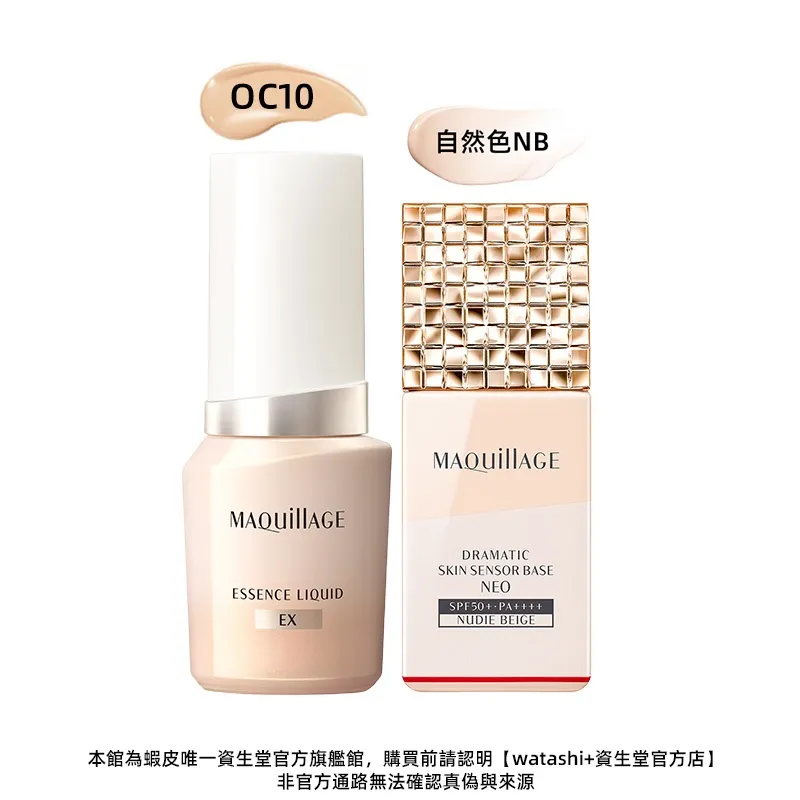 OC10
自然色NB
MAQuillAGE
ESSENCE LIQUID
EX
MAQuillAGE
DRAMATIC
SKIN SENSOR BASE
NEO
SPF50+・PA++++
NUDIE BEIGE
本館為蝦皮唯一資生堂官方旗艦館，購買前請認明【watashi+資生堂官方店】
非官方通路無法確認真偽與來源